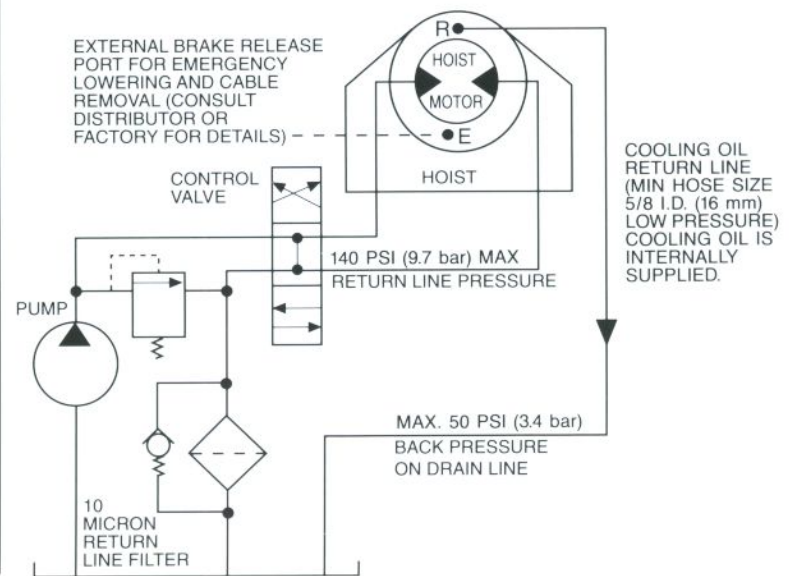 EXTERNAL BRAKE RELEASE
PORT FOR EMERGENCY
LOWERING AND CABLE
REMOVAL (CONSULT
DISTRIBUTOR OR
FACTORY FOR DETAILS)
R
HOIST
MOTOR
E
HOIST
CONTROL
VALVE
COOLING OIL
RETURN LINE
(MIN HOSE SIZE
5/8 I.D. (16 mm)
LOW PRESSURE)
COOLING OIL IS
INTERNALLY
SUPPLIED.
140 PSI (9.7 bar) MAX
RETURN LINE PRESSURE
PUMP
MAX. 50 PSI (3.4 bar)
BACK PRESSURE
ON DRAIN LINE
10
MICRON
RETURN
LINE FILTER